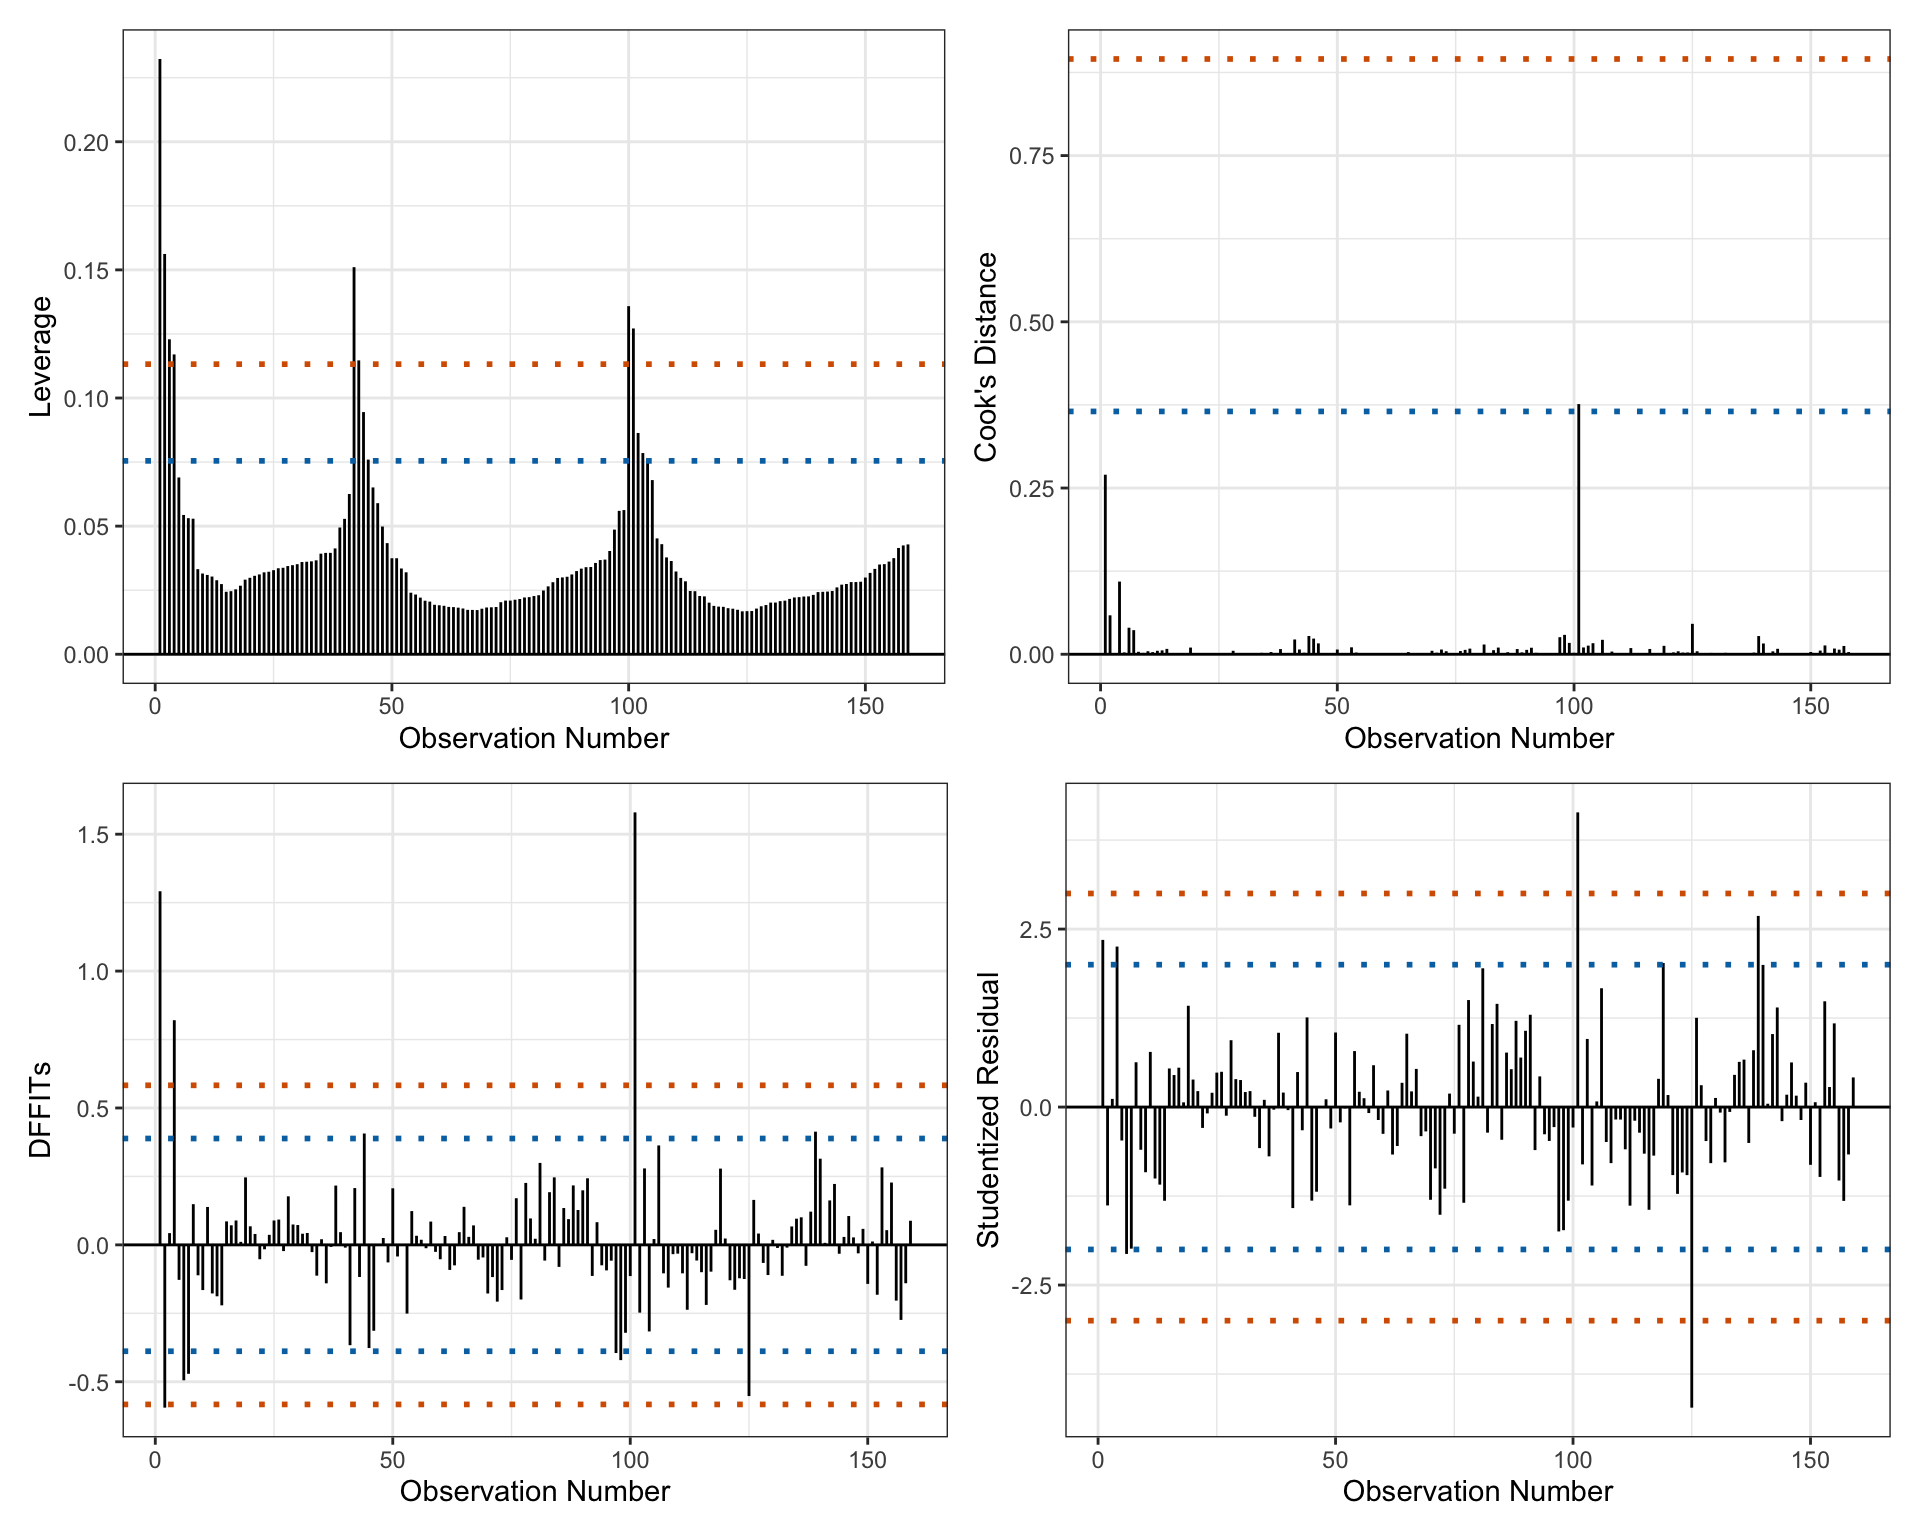 Leverage
0.20
0.15
0.10
0.05
0.00
0 50 100 150
Observation Number
Cook's Distance
0.75
0.50
0.25
0.00
0 50 100 150
Observation Number
DFFITs
1.5
1.0
0.5
0.0
-0.5
0 50 100 150
Observation Number
Studentized Residual
2.5
0.0
-2.5
0 50 100 150
Observation Number